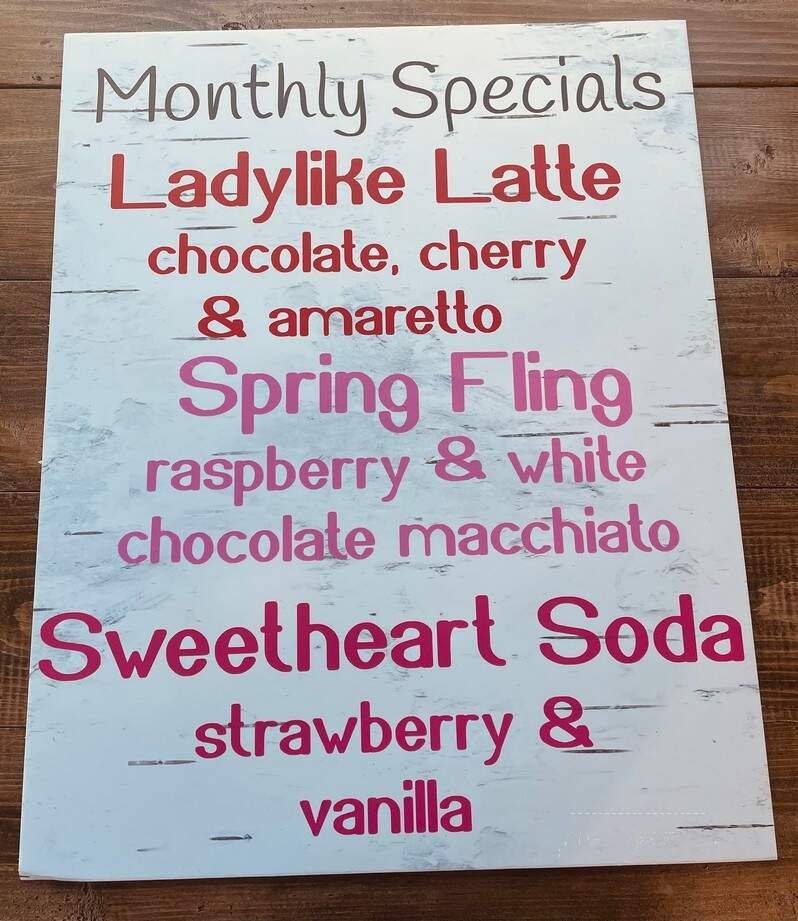 Monthly Specials
Ladylike Latte
chocolate, cherry
& amaretto
Spring Fling
raspberry & white
chocolate macchiato
Sweetheart Soda
strawberry &
vanilla